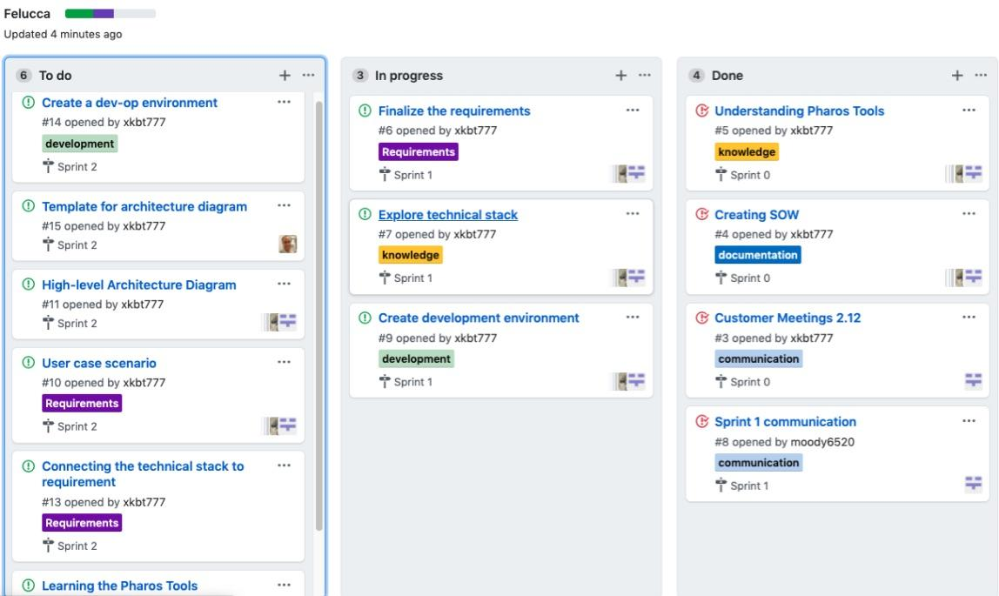 Felucca
Updated 4 minutes ago
6 To do
Create a dev-op environment
#14 opened by xkbt777
development
Sprint 2
Template for architecture diagram
#15 opened by xkbt777
Sprint 2
High-level Architecture Diagram
#11 opened by xkbt777
Sprint 2
User case scenario
#10 opened by xkbt777
Requirements
Sprint 2
Connecting the technical stack to
requirement
#13 opened by xkbt777
Requirements
Sprint 2
Learning the Pharos Tools
3 In progress
Finalize the requirements
#6 opened by xkbt777
Requirements
Sprint 1
Explore technical stack
#7 opened by xkbt777
knowledge
Sprint 1
Create development environment
#9 opened by xkbt777
development
Sprint 1
4 Done
Understanding Pharos Tools
#5 opened by xkbt777
knowledge
Sprint 0
Creating SOW
#4 opened by xkbt777
documentation
Sprint 0
Customer Meetings 2.12
#3 opened by xkbt777
communication
Sprint 0
Sprint 1 communication
#8 opened by moody6520
communication
Sprint 1